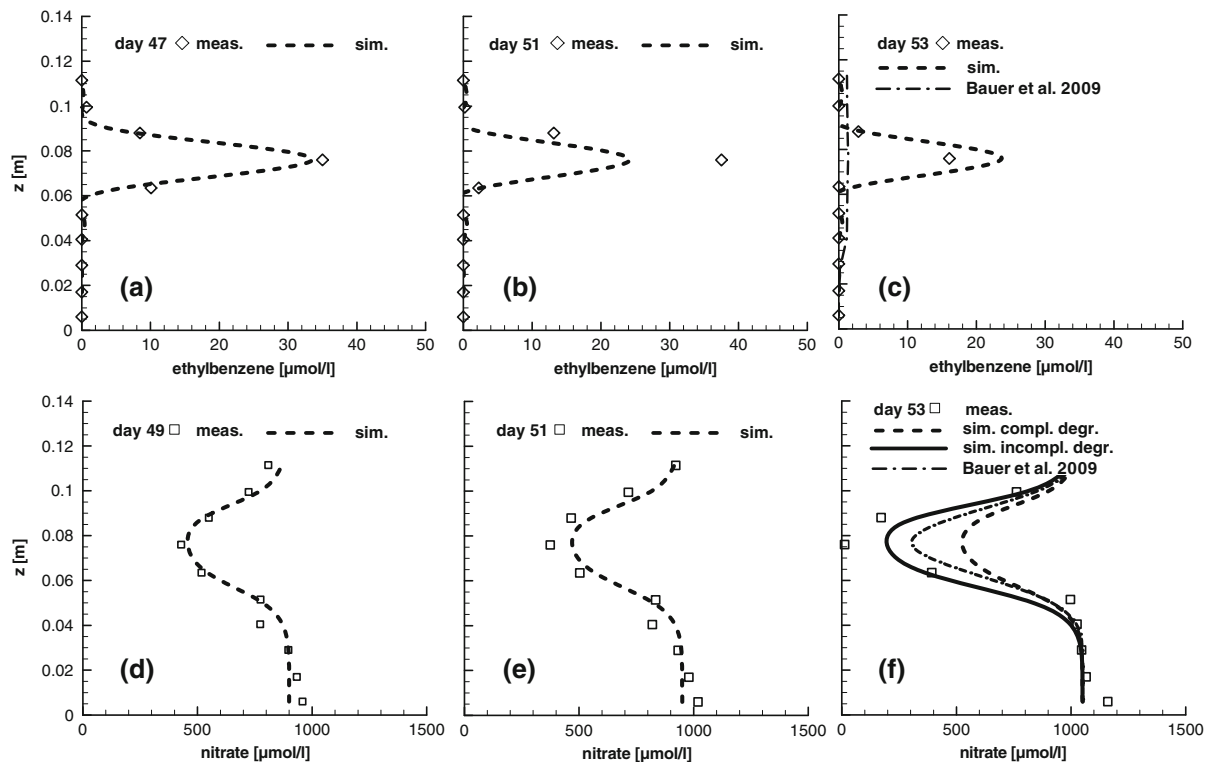 day 47 meas. sim.
day 51 meas. sim.
day 53 meas.
sim.
Bauer et al. 2009
0.14
0.12
0.1
0.08
0.06
0.04
0.02
0
z [m]
(a)
(b)
(c)
0 10 20 30 40 50
0 10 20 30 40 50
0 10 20 30 40 50
ethylbenzene [µmol/l]
ethylbenzene [µmol/l]
ethylbenzene [µmol/l]
day 49 meas. sim.
day 51 meas. sim.
day 53 meas.
sim. compl. degr.
sim. incompl. degr.
Bauer et al. 2009
0.14
0.12
0.1
0.08
0.06
0.04
0.02
0
z [m]
(d)
(e)
(f)
0 500 1000 1500
0 500 1000 1500
0 500 1000 1500
nitrate [µmol/l]
nitrate [µmol/l]
nitrate [µmol/l]